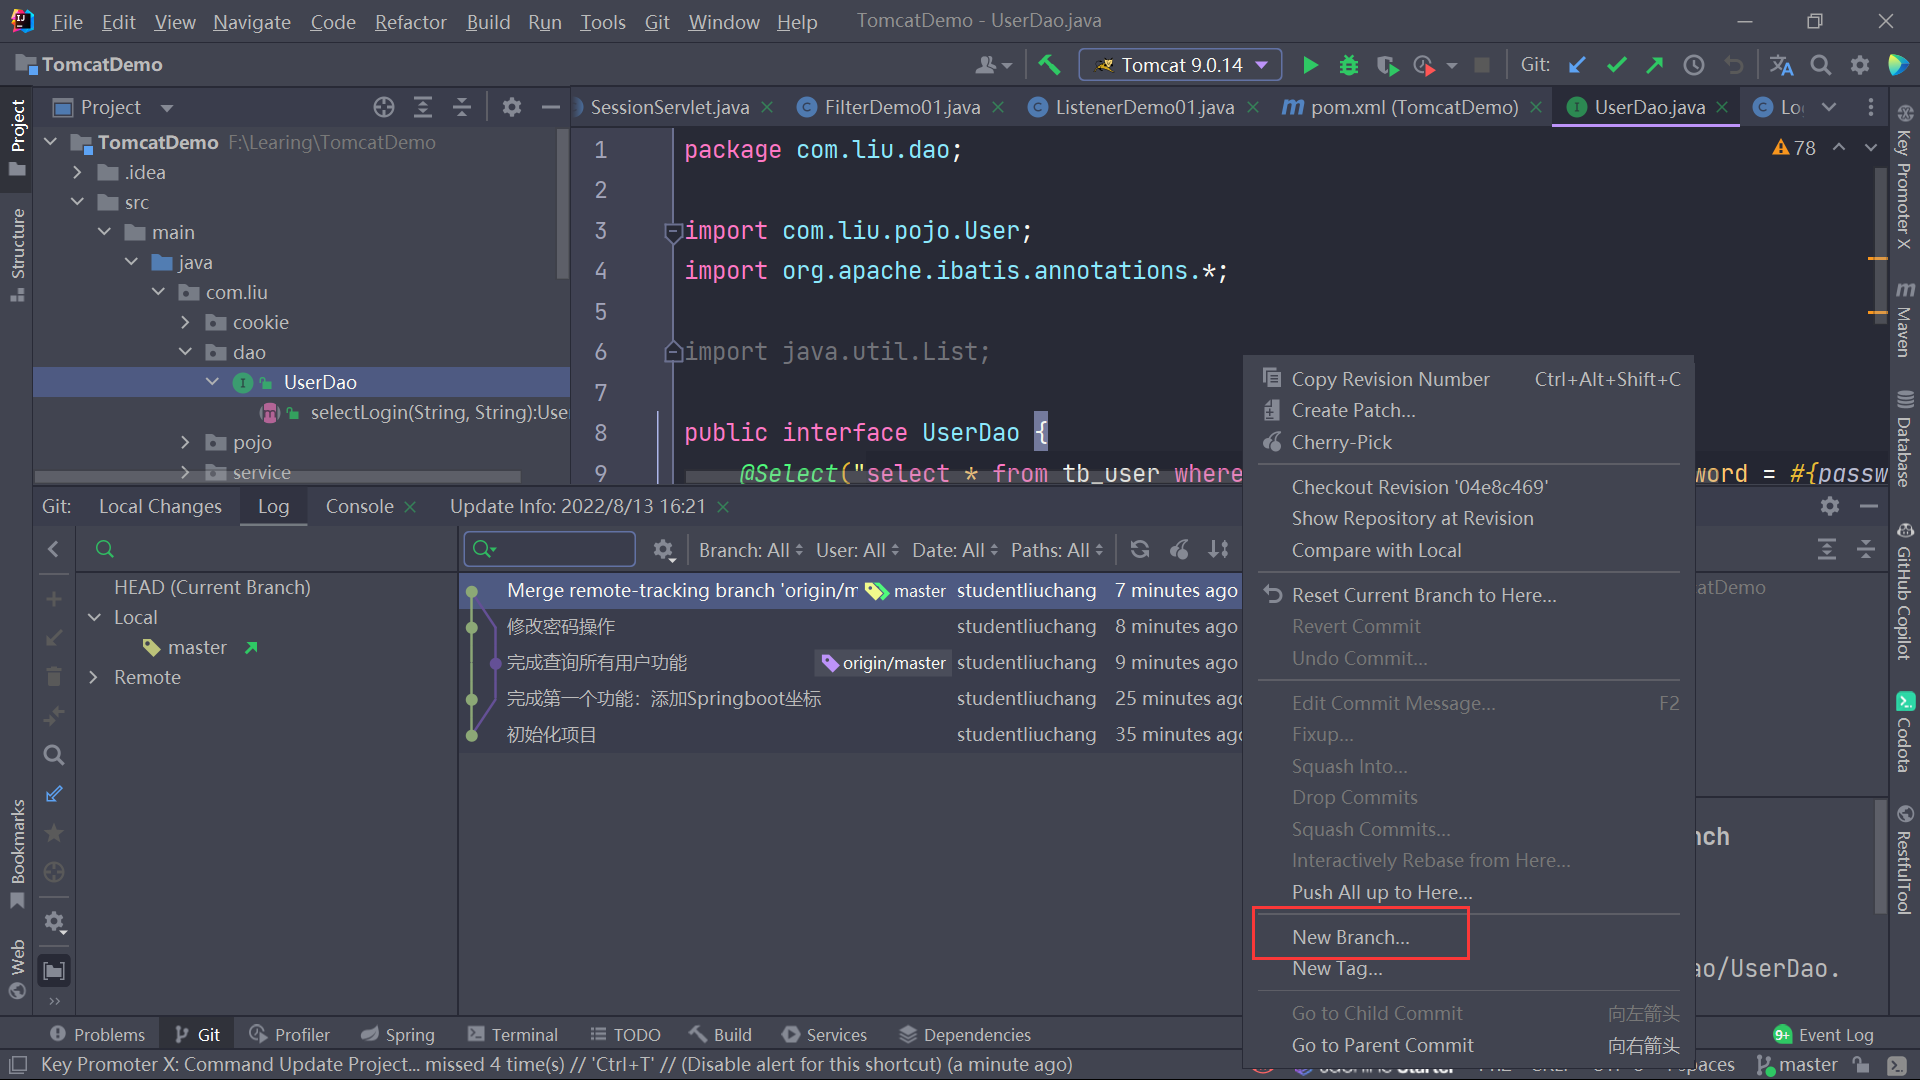 File Edit View Navigate Code Refactor Build Run Tools Git Window Help TomcatDemo - UserDao.java
TomcatDemo
Tomcat 9.0.14
Git:
Project
SessionServlet.java
FilterDemo01.java
ListenerDemo01.java
pom.xml (TomcatDemo)
UserDao.java
Lo
TomcatDemo F:\Learing\TomcatDemo
.idea
src
main
java
com.liu
cookie
dao
UserDao
selectLogin(String, String):Use
pojo
service
78
1 package com.liu.dao;
2
3 import com.liu.pojo.User;
4 import org.apache.ibatis.annotations.*;
5
6 import java.util.List;
7
8 public interface UserDao {
9 @Select("select * from tb_user where
word = #{passw
Project
Structure
Bookmarks
Web
Key Promoter X
Maven
Database
GitHub Copilot
Codota
RestfulTool
Git: Local Changes Log Console Update Info: 2022/8/13 16:21
Branch: All User: All Date: All Paths: All
HEAD (Current Branch)
Local
master
Remote
Merge remote-tracking branch 'origin/m master studentliuchang 7 minutes ago
修改密码操作 studentliuchang 8 minutes ago
完成查询所有用户功能 origin/master studentliuchang 9 minutes ago
完成第一个功能：添加Springboot坐标 studentliuchang 25 minutes ago
初始化项目 studentliuchang 35 minutes ago
Copy Revision Number Ctrl+Alt+Shift+C
Create Patch...
Cherry-Pick
Checkout Revision '04e8c469'
Show Repository at Revision
Compare with Local
Reset Current Branch to Here...
Revert Commit
Undo Commit...
Edit Commit Message... F2
Fixup...
Squash Into...
Drop Commits
Squash Commits...
Interactively Rebase from Here...
Push All up to Here...
New Branch...
New Tag...
Go to Child Commit 向左箭头
Go to Parent Commit 向右箭头
atDemo
nch
ao/UserDao.
Problems Git Profiler Spring Terminal TODO Build Services Dependencies
9+ Event Log
Key Promoter X: Command Update Project... missed 4 time(s) // 'Ctrl+T' // (Disable alert for this shortcut) (a minute ago)
spaces master